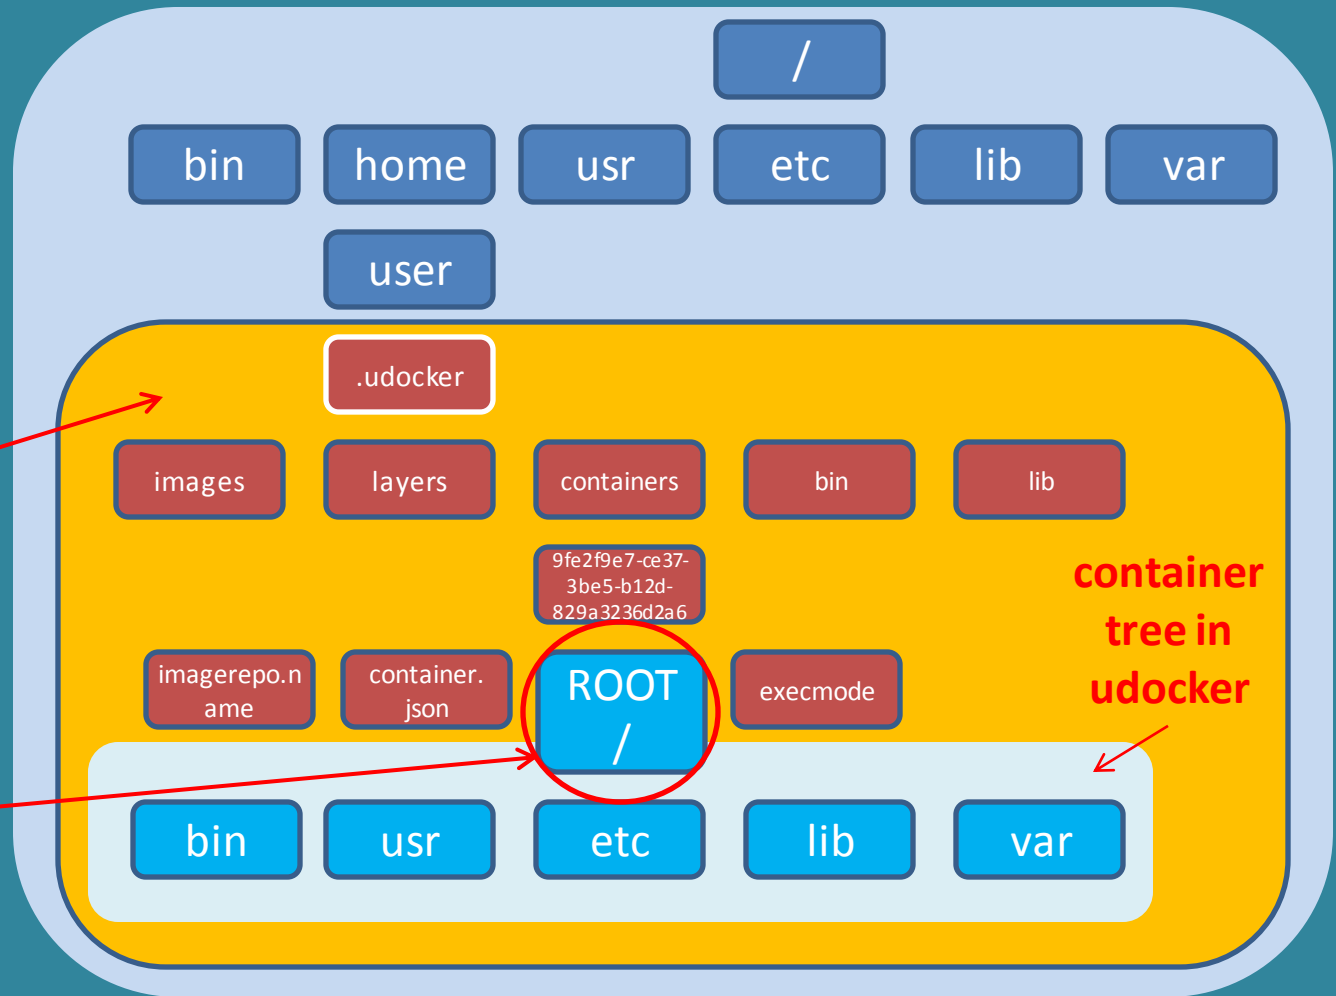 /
bin
home
usr
etc
lib
var
user
.udocker
images
layers
containers
bin
lib
9fe2f9e7-ce37-
3be5-b12d-
829a3236d2a6
container
tree in
udocker
imagerepo.n
ame
container.
json
ROOT
/
execmode
bin
usr
etc
lib
var